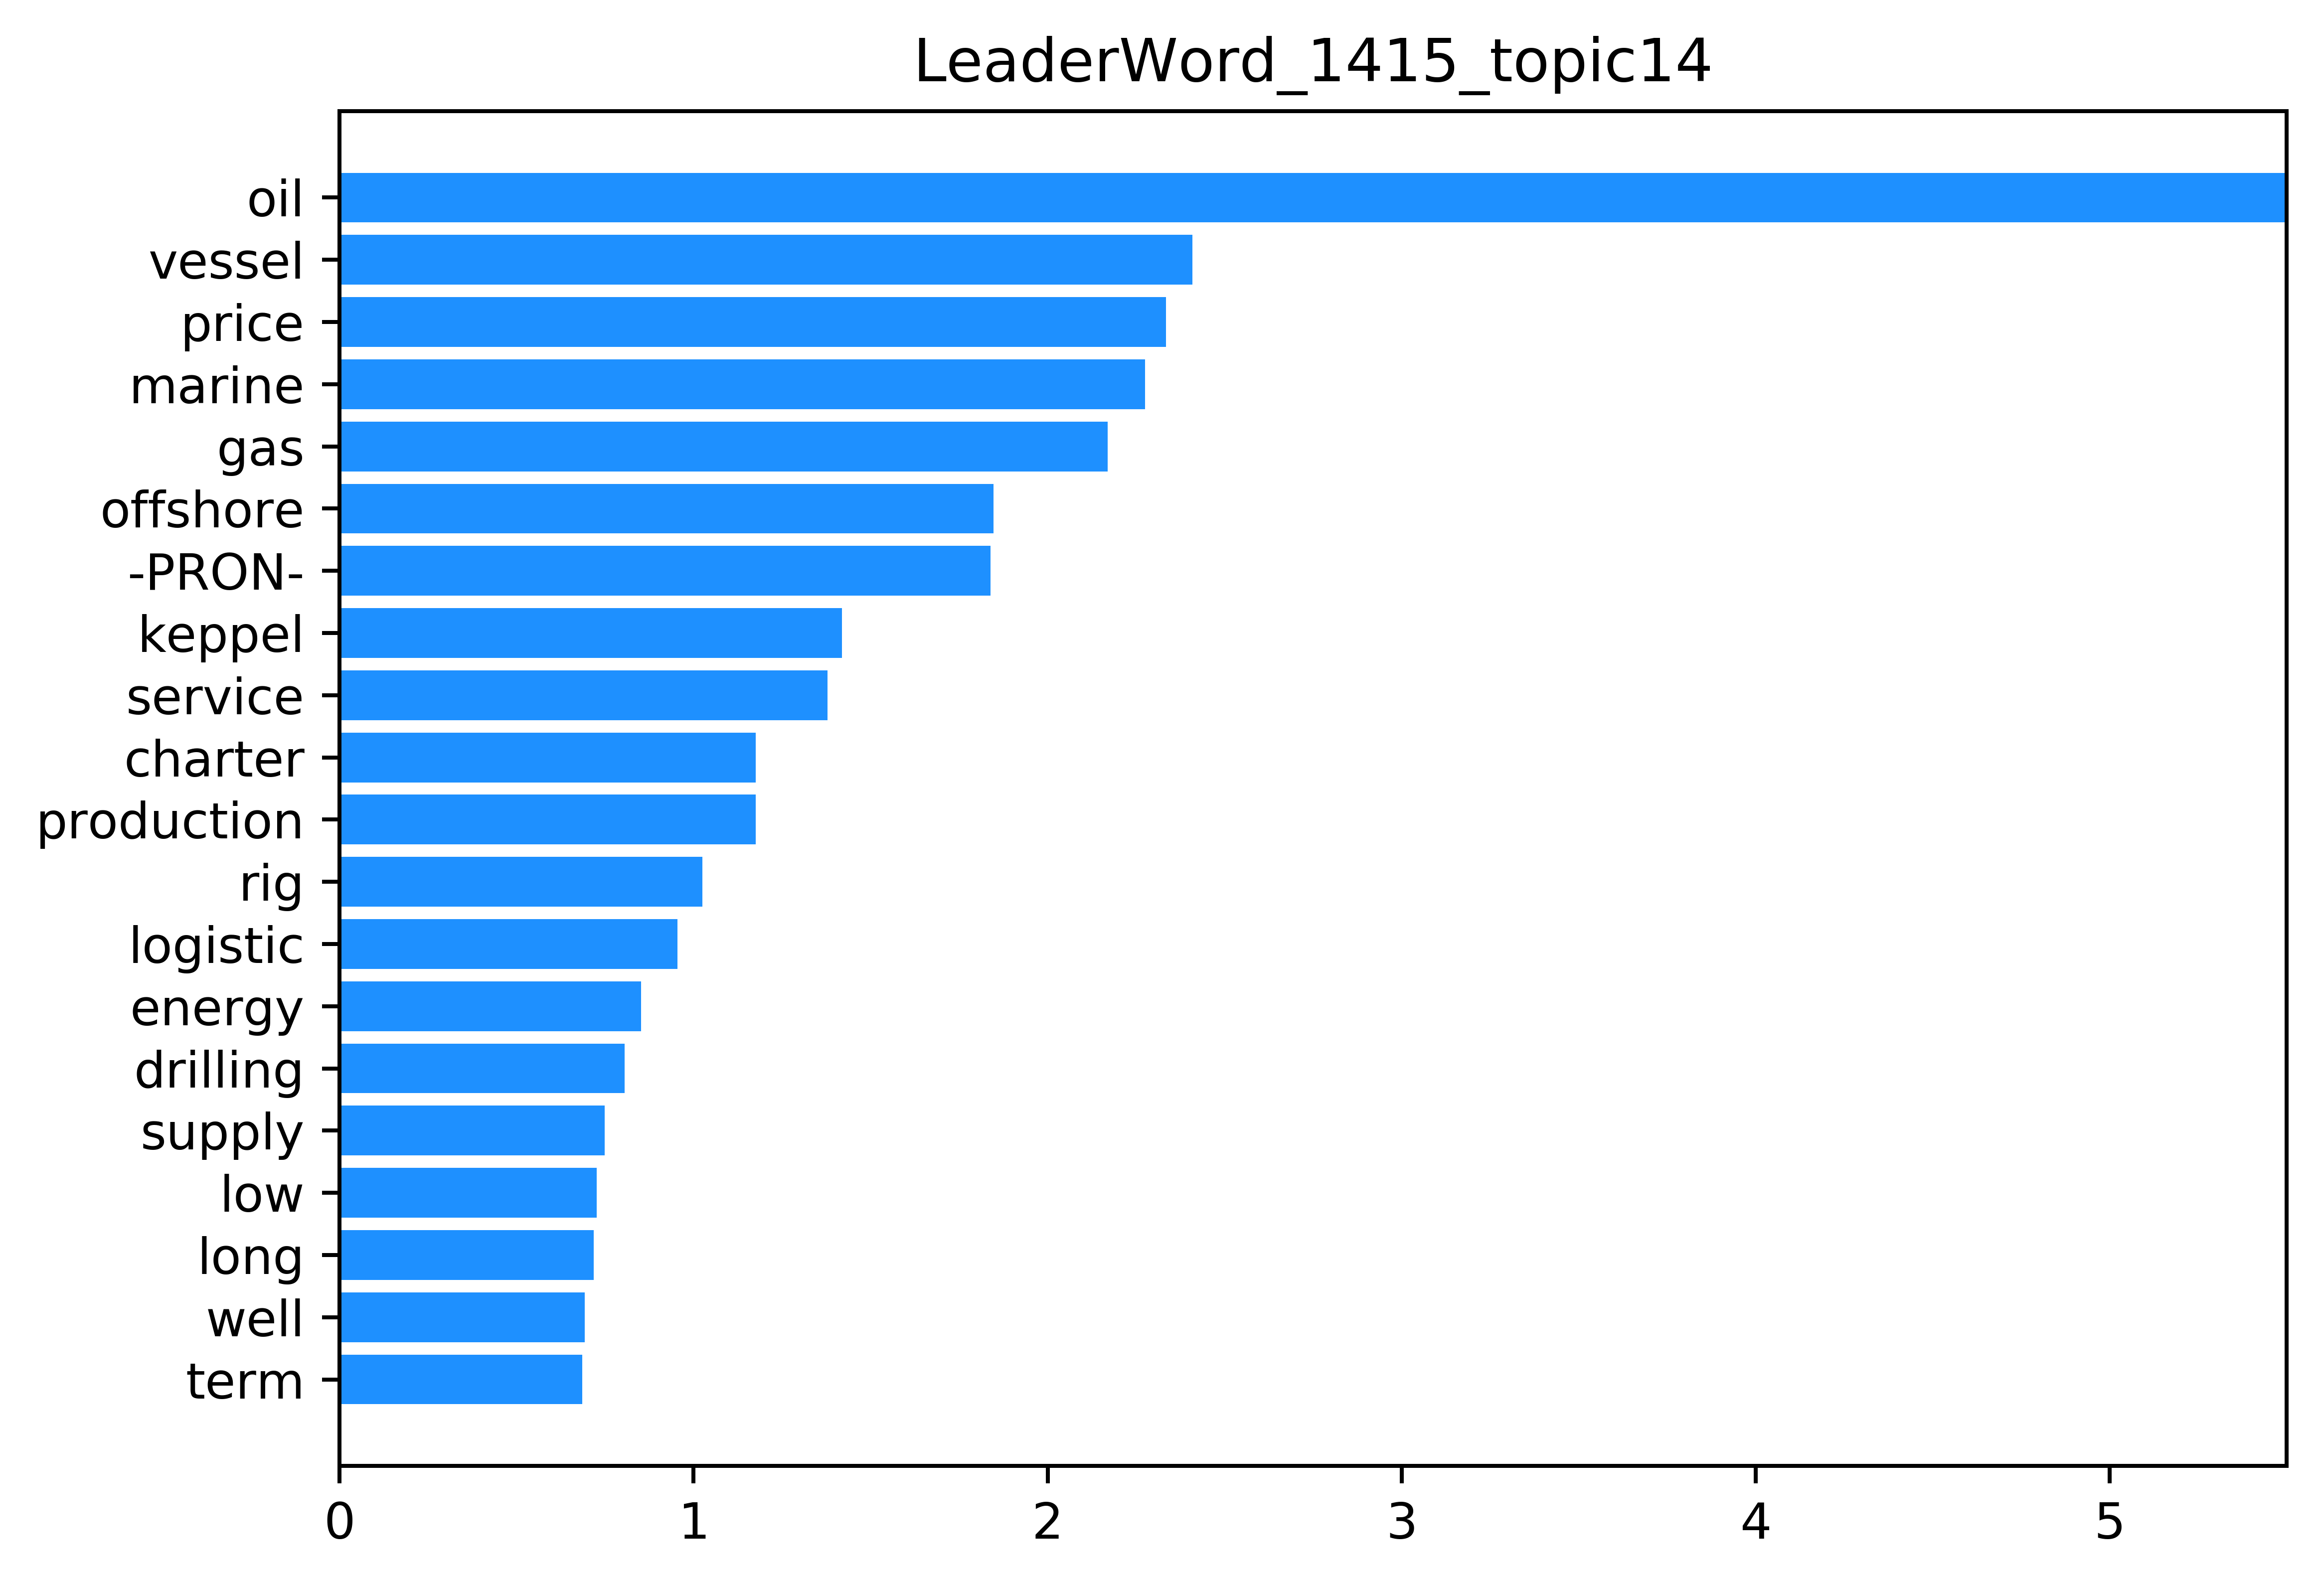 LeaderWord_1415_topic14
oil
vessel
price
marine
gas
offshore
-PRON-
keppel
service
charter
production
rig
logistic
energy
drilling
supply
low
long
well
term
0 1 2 3 4 5